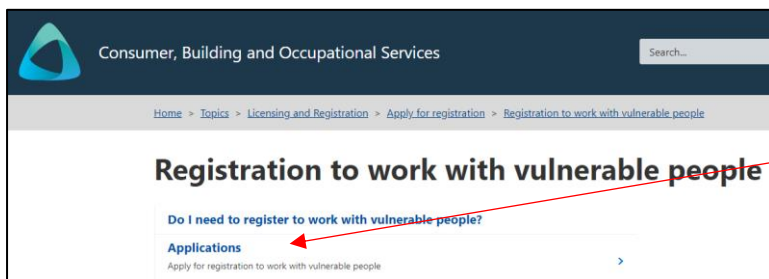 Consumer, Building and Occupational Services
Search...
Home > Topics > Licensing and Registration > Apply for registration > Registration to work with vulnerable people
Registration to work with vulnerable people
Do I need to register to work with vulnerable people?
Applications
Apply for registration to work with vulnerable people